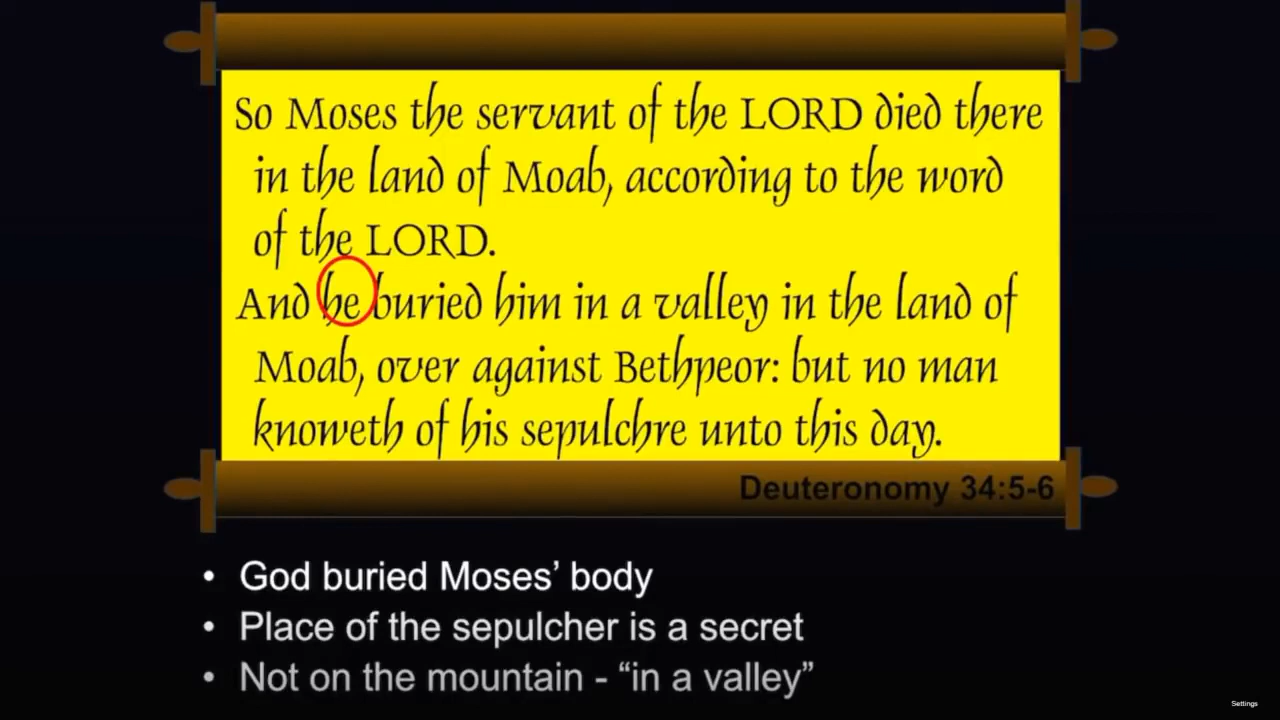 So Moses the servant of the LORD died there
in the land of Moab, according to the word
of the LORD.
And he buried him in a valley in the land of
Moab, over against Bethpeor: but no man
knoweth of his sepulchre unto this day.
Deuteronomy 34:5-6
• God buried Moses’ body
• Place of the sepulcher is a secret
• Not on the mountain - “in a valley”
Settings